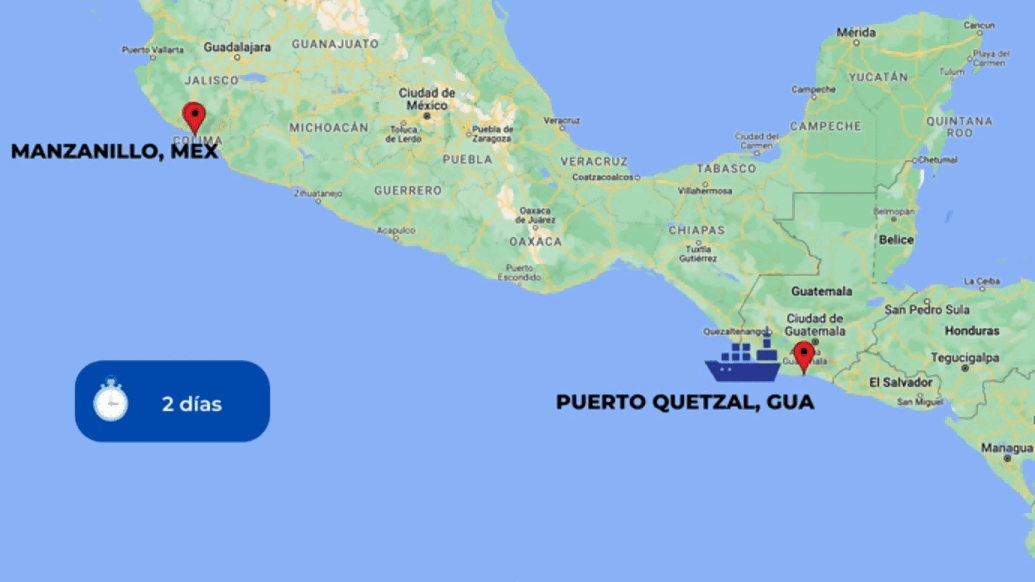 Cancun
Mérida
Puerto Vallarta
Guadalajara
GUANAJUATO
Playa del
Carmen
Tulum
JALISCO
YUCATÁN
Campeche
Ciudad de
México
Veracruz
QUINTANA
ROO
CAMPECHE
MICHOACÁN
Toluca
de Lerdo
Puebla de
Zaragoza
COLIMA
MANZANILLO, MEX
Ciudad del
Carmen
PUEBLA
VERACRUZ
Chetumal
TABASCO
Coatzacoalcos
Villahermosa
Zihuatanejo
GUERRERO
Oaxaca
de Juárez
Belmopán
Acapulco
CHIAPAS
OAXACA
Belice
Tuxtla
Gutiérrez
Puerto
Escondido
La Ceiba
Guatemala
San Pedro Sula
Ciudad de
Guatemala
Quezaltenango
Honduras
Tegucigalpa
El Salvador
San Miguel
PUERTO QUETZAL, GUA
2 días
Managua